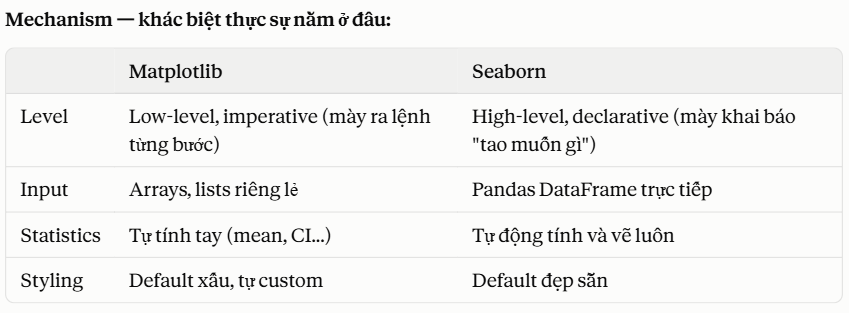 Mechanism — khác biệt thực sự nằm ở đâu:
Matplotlib Seaborn
Level Low-level, imperative (mày ra lệnh High-level, declarative (mày khai báo
từng bước) "tao muốn gì")
Input Arrays, lists riêng lẻ Pandas DataFrame trực tiếp
Statistics Tự tính tay (mean, CI...) Tự động tính và vẽ luôn
Styling Default xấu, tự custom Default đẹp sẵn